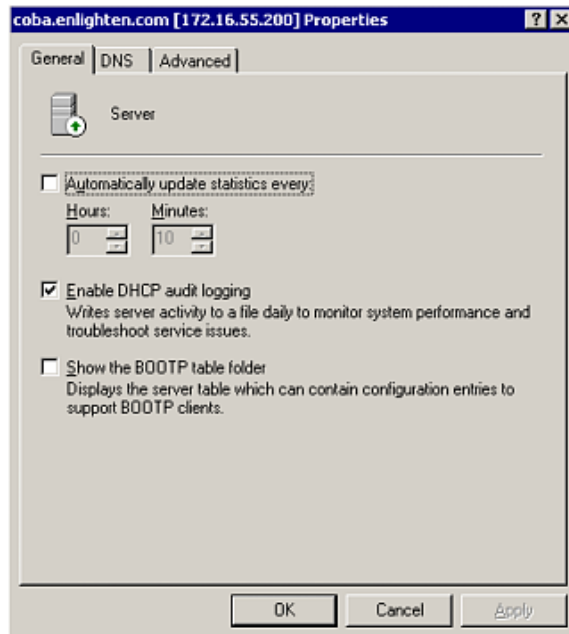 coba.enlighten.com [172.16.55.200] Properties
General DNS Advanced
Server
Automatically update statistics every:
Hours: Minutes:
0 10
Enable DHCP audit logging
Writes server activity to a file daily to monitor system performance and
troubleshoot service issues.
Show the BOOTP table folder
Displays the server table which can contain configuration entries to
support BOOTP clients.
OK Cancel Apply